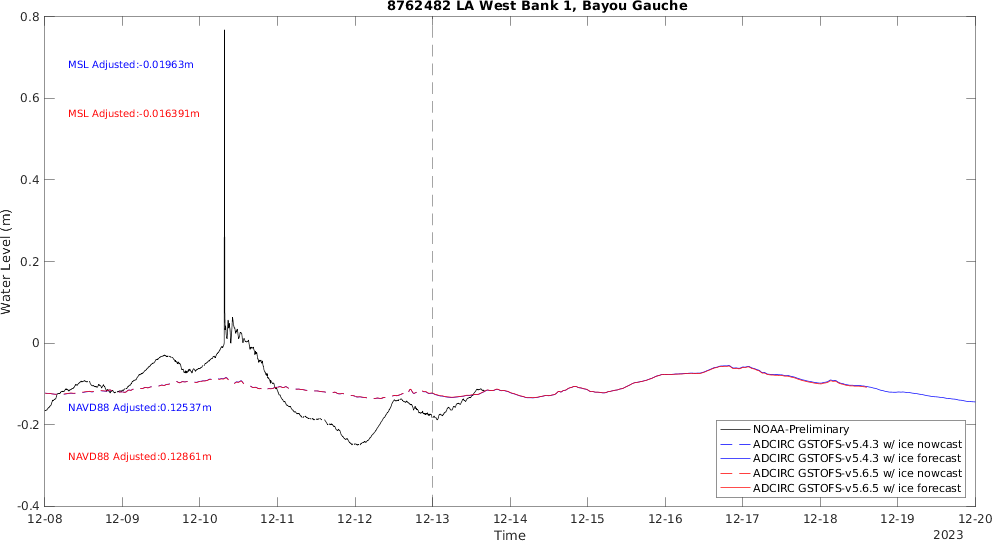 8762482 LA West Bank 1, Bayou Gauche
0.8
MSL Adjusted:-0.01963m
0.6
MSL Adjusted:-0.016391m
0.4
0.2
Water Level (m)
0
NAVD88 Adjusted:0.12537m
-0.2
NAVD88 Adjusted:0.12861m
-0.4
NOAA-Preliminary
ADCIRC GSTOFS-v5.4.3 w/ ice nowcast
ADCIRC GSTOFS-v5.4.3 w/ ice forecast
ADCIRC GSTOFS-v5.6.5 w/ ice nowcast
ADCIRC GSTOFS-v5.6.5 w/ ice forecast
12-08 12-09 12-10 12-11 12-12 12-13 12-14 12-15 12-16 12-17 12-18 12-19 12-20
Time
2023